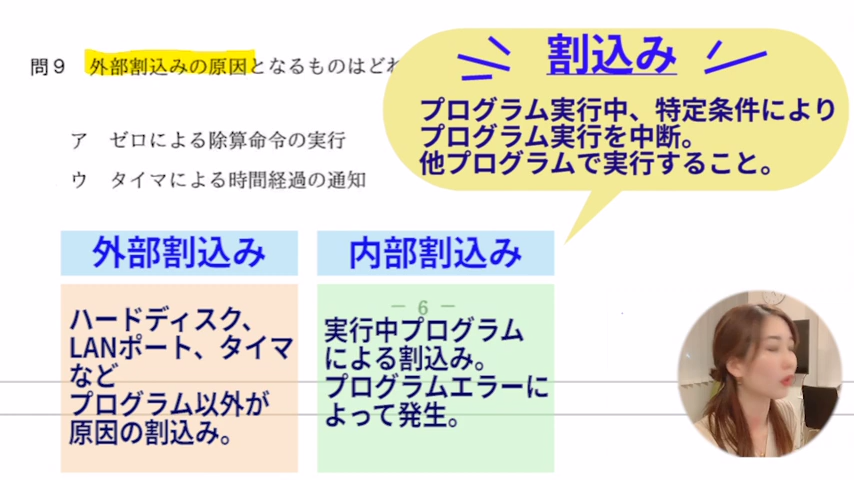 問9 外部割込みの原因となるものはど
ア ゼロによる除算命令の実行
ウ タイマによる時間経過の通知
割込み
プログラム実行中、特定条件により
プログラム実行を中断。
他プログラムで実行すること。
外部割込み
ハードディスク、
LANポート、タイマ
など
プログラム以外が
原因の割込み。
内部割込み
― 6 ―
実行中プログラム
による割込み。
プログラムエラーに
よって発生。